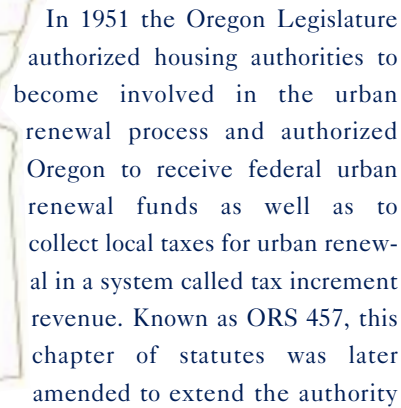 In 1951 the Oregon Legislature
authorized housing authorities to
become involved in the urban
renewal process and authorized
Oregon to receive federal urban
renewal funds as well as to
collect local taxes for urban renew-
al in a system called tax increment
revenue. Known as ORS 457, this
chapter of statutes was later
amended to extend the authority